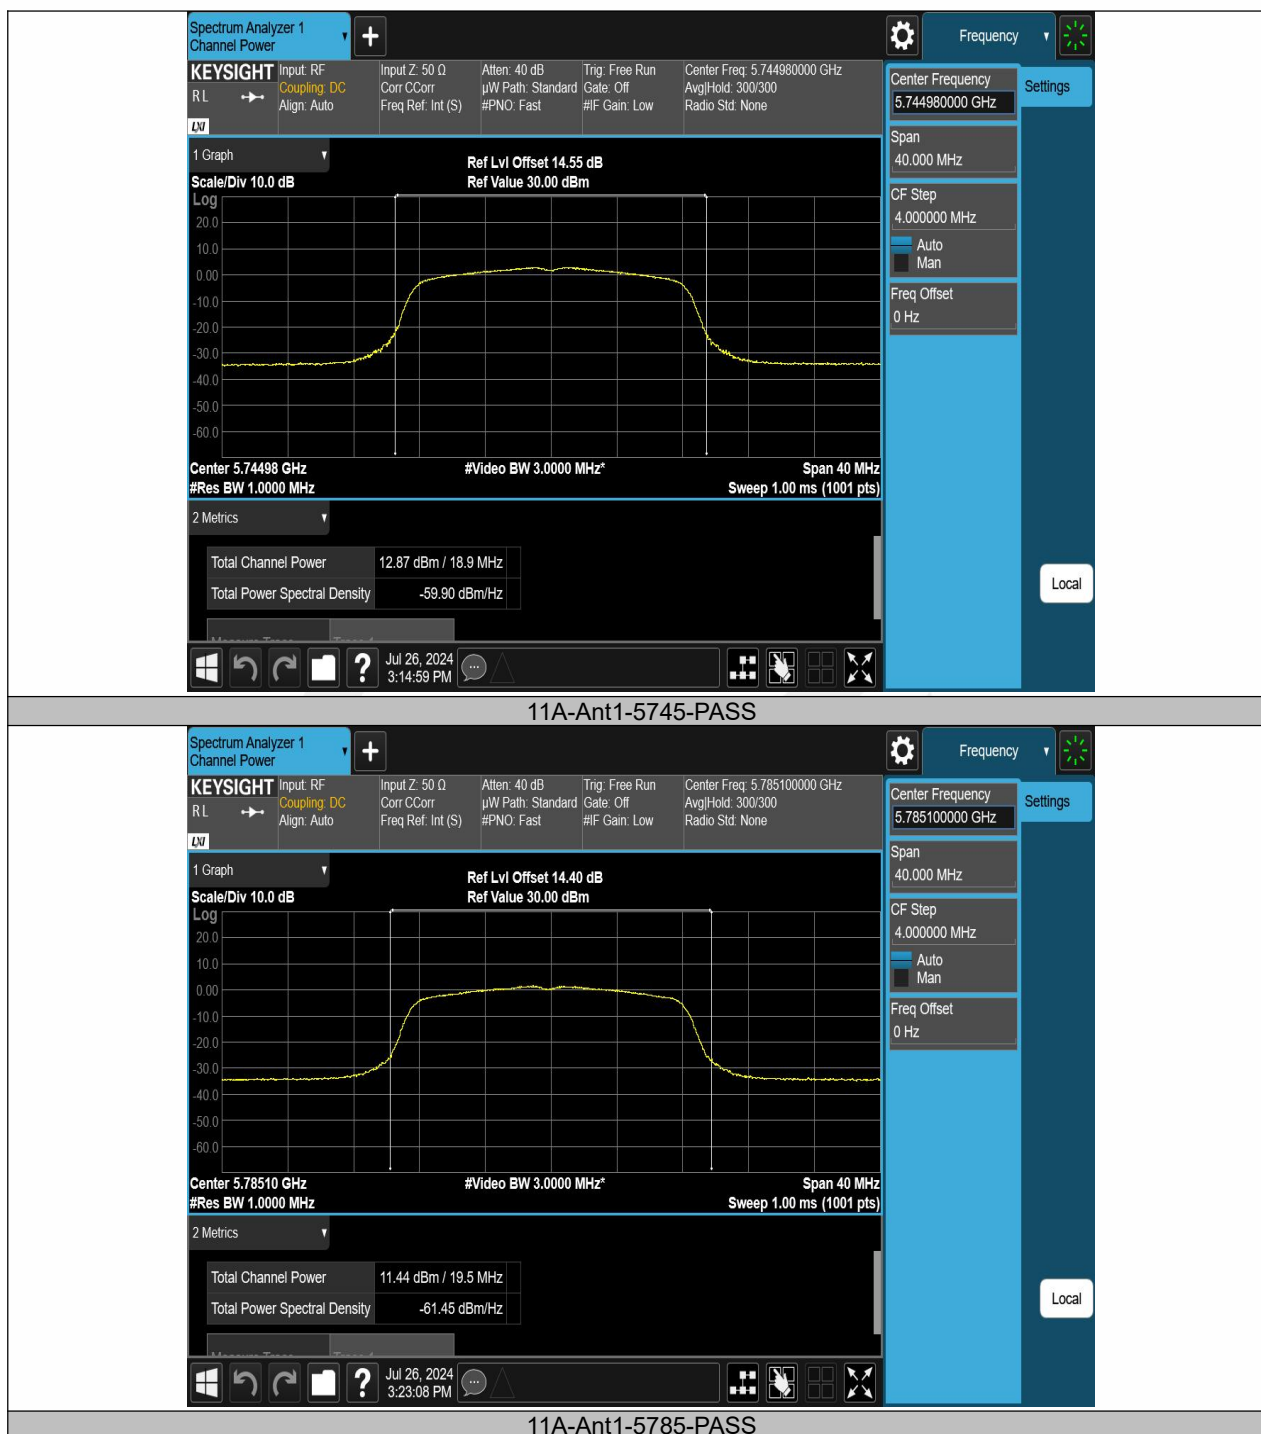 Spectrum Analyzer 1
Channel Power
+
Frequency
KEYSIGHT
RL
LXI
Input: RF
Coupling: DC
Align: Auto
Input Z: 50 Ω
Corr CCorr
Freq Ref: Int (S)
Atten: 40 dB
µW Path: Standard
#PNO: Fast
Trig: Free Run
Gate: Off
#IF Gain: Low
Center Freq: 5.744980000 GHz
Avg|Hold: 300/300
Radio Std: None
Center Frequency
5.744980000 GHz
Settings
Span
40.000 MHz
CF Step
4.000000 MHz
Auto
Man
Freq Offset
0 Hz
1 Graph
Ref Lvl Offset 14.55 dB
Scale/Div 10.0 dB
Ref Value 30.00 dBm
Log
20.0
10.0
0.00
-10.0
-20.0
-30.0
-40.0
-50.0
-60.0
Center 5.74498 GHz
#Video BW 3.0000 MHz*
Span 40 MHz
#Res BW 1.0000 MHz
Sweep 1.00 ms (1001 pts)
2 Metrics
Total Channel Power 12.87 dBm / 18.9 MHz
Total Power Spectral Density -59.90 dBm/Hz
Local
?
Jul 26, 2024
3:14:59 PM
11A-Ant1-5745-PASS
Spectrum Analyzer 1
Channel Power
+
Frequency
KEYSIGHT
RL
LXI
Input: RF
Coupling: DC
Align: Auto
Input Z: 50 Ω
Corr CCorr
Freq Ref: Int (S)
Atten: 40 dB
µW Path: Standard
#PNO: Fast
Trig: Free Run
Gate: Off
#IF Gain: Low
Center Freq: 5.785100000 GHz
Avg|Hold: 300/300
Radio Std: None
Center Frequency
5.785100000 GHz
Settings
Span
40.000 MHz
CF Step
4.000000 MHz
Auto
Man
Freq Offset
0 Hz
1 Graph
Ref Lvl Offset 14.40 dB
Scale/Div 10.0 dB
Ref Value 30.00 dBm
Log
20.0
10.0
0.00
-10.0
-20.0
-30.0
-40.0
-50.0
-60.0
Center 5.78510 GHz
#Video BW 3.0000 MHz*
Span 40 MHz
#Res BW 1.0000 MHz
Sweep 1.00 ms (1001 pts)
2 Metrics
Total Channel Power 11.44 dBm / 19.5 MHz
Total Power Spectral Density -61.45 dBm/Hz
Local
?
Jul 26, 2024
3:23:08 PM
11A-Ant1-5785-PASS